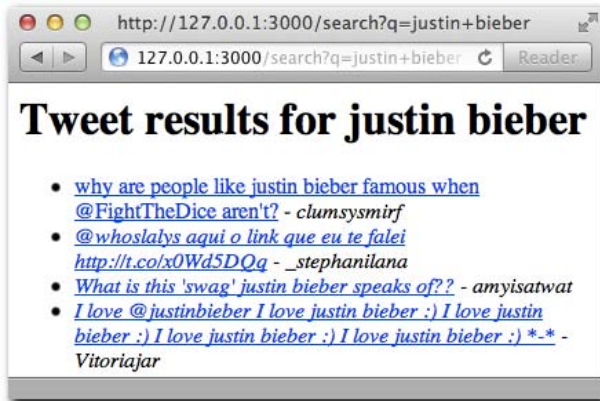 http://127.0.0.1:3000/search?q=justin+bieber
127.0.0.1:3000/search?q=justin+bieber
Reader
Tweet results for justin bieber
• why are people like justin bieber famous when
@FightTheDice aren't? - clumsysmirf
• @whoslalys aqui o link que eu te falei
http://t.co/x0Wd5DQq - _stephanilana
• What is this 'swag' justin bieber speaks of?? - amyisatwat
• I love @justinbieber I love justin bieber :) I love justin
bieber :) I love justin bieber :) I love justin bieber :) *-* -
Vitoriajar